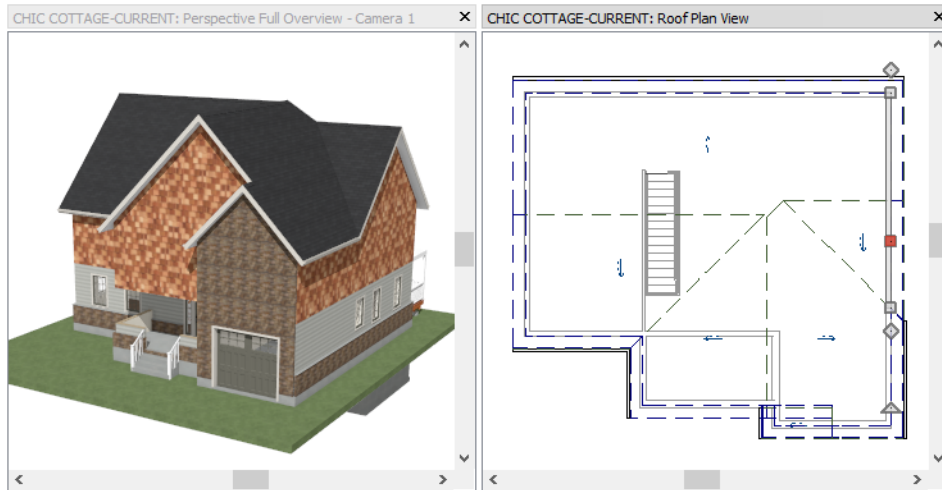 CHIC COTTAGE-CURRENT: Perspective Full Overview - Camera 1
CHIC COTTAGE-CURRENT: Roof Plan View